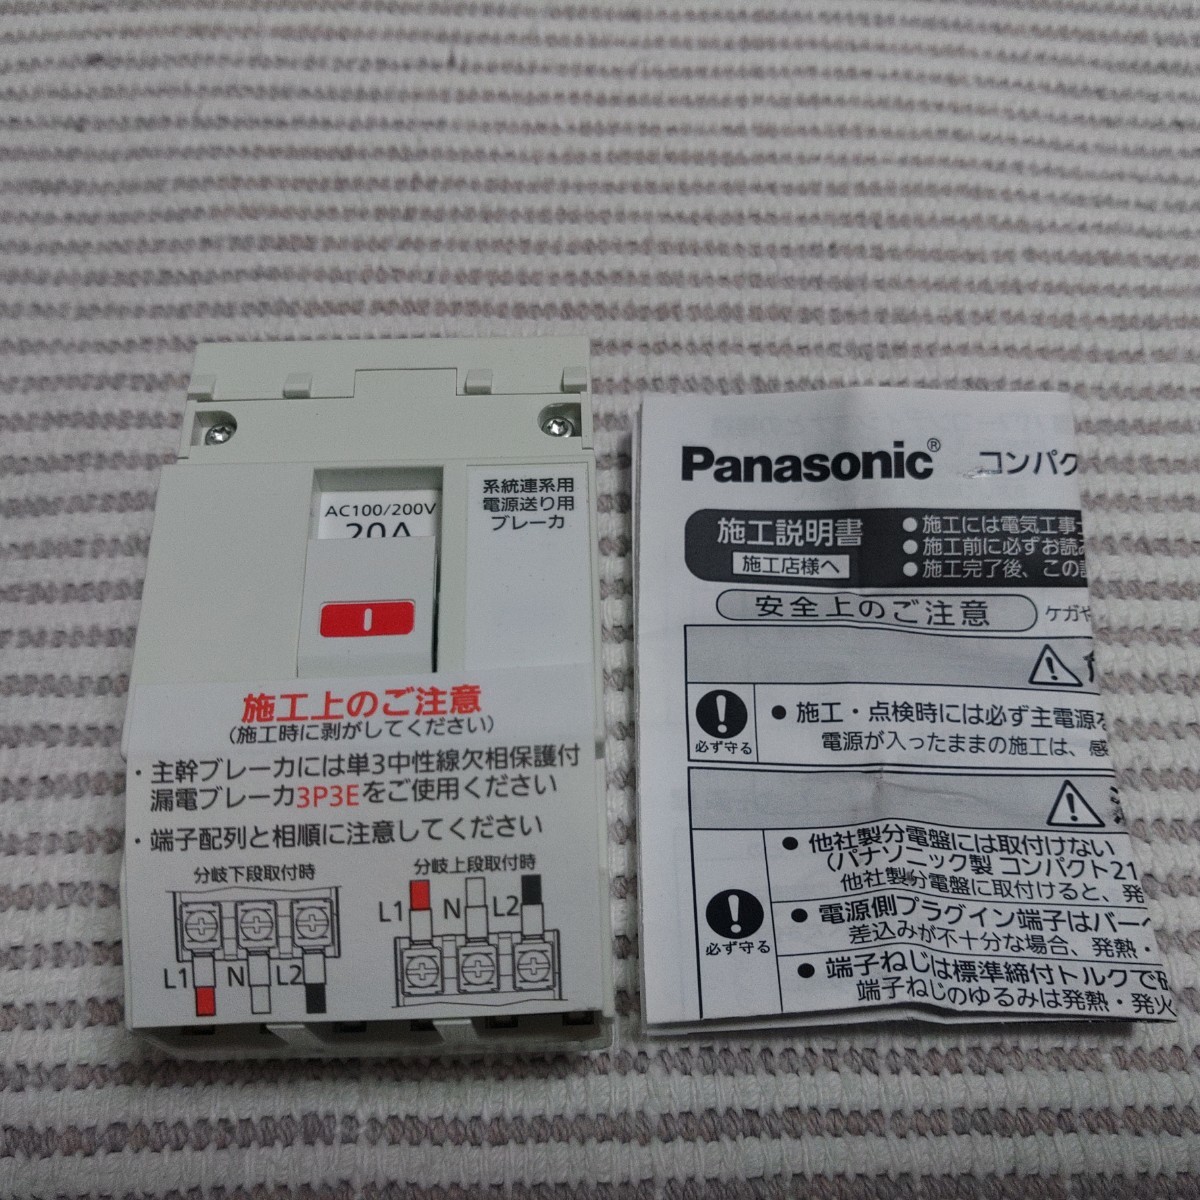 AC100/200V
20A
系統連系用
電源送り用
ブレーカ
施工上のご注意
(施工時に剥がしてください)
・主幹ブレーカには単3中性線欠相保護付
漏電ブレーカ3P3Eをご使用ください
・端子配列と相順に注意してください
分岐下段取付時
L1 N L2
分岐上段取付時
L1 N L2
Panasonic® コンパク
施工説明書
施工店様へ
●施工には電気工事士
●施工前に必ずお読み
●施工完了後、この説
安全上のご注意
ケガや
必ず守る
●施工・点検時には必ず主電源を
電源が入ったままの施工は、感
必ず守る
●他社製分電盤には取付けない
(パナソニック製 コンパクト21
他社製分電盤に取付けると、発
●電源側プラグイン端子はバーへ
差込みが不十分な場合、発熱・
●端子ねじは標準締付トルクで確
端子ねじのゆるみは発熱・発火